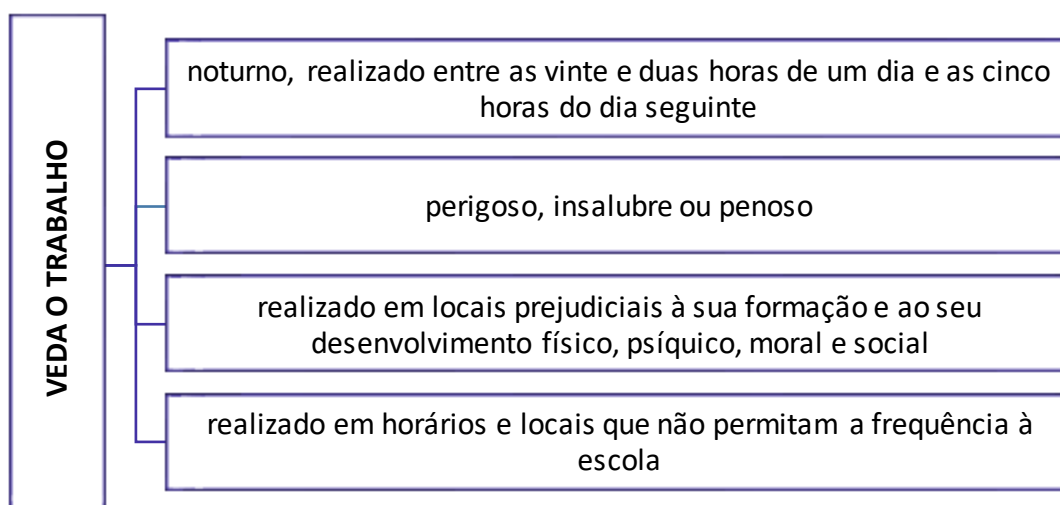 VEDA O TRABALHO
noturno, realizado entre as vinte e duas horas de um dia e as cinco
horas do dia seguinte
perigoso, insalubre ou penoso
realizado em locais prejudiciais à sua formação e ao seu
desenvolvimento físico, psíquico, moral e social
realizado em horários e locais que não permitam a frequência à
escola